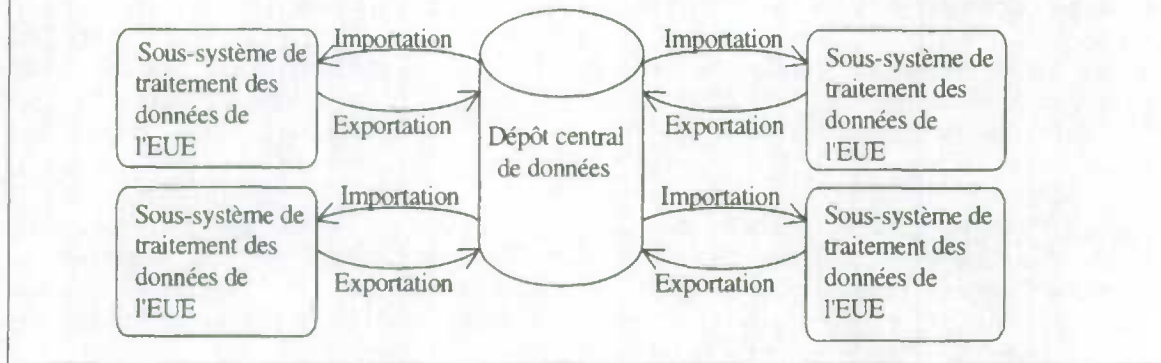 Importation
Sous-système de
traitement des
données de
l'EUE
Exportation
Dépôt central
de données
Importation
Exportation
Sous-système de
traitement des
données de
l'EUE
Importation
Sous-système de
traitement des
données de
l'EUE
Exportation
Importation
Exportation
Sous-système de
traitement des
données de
l'EUE